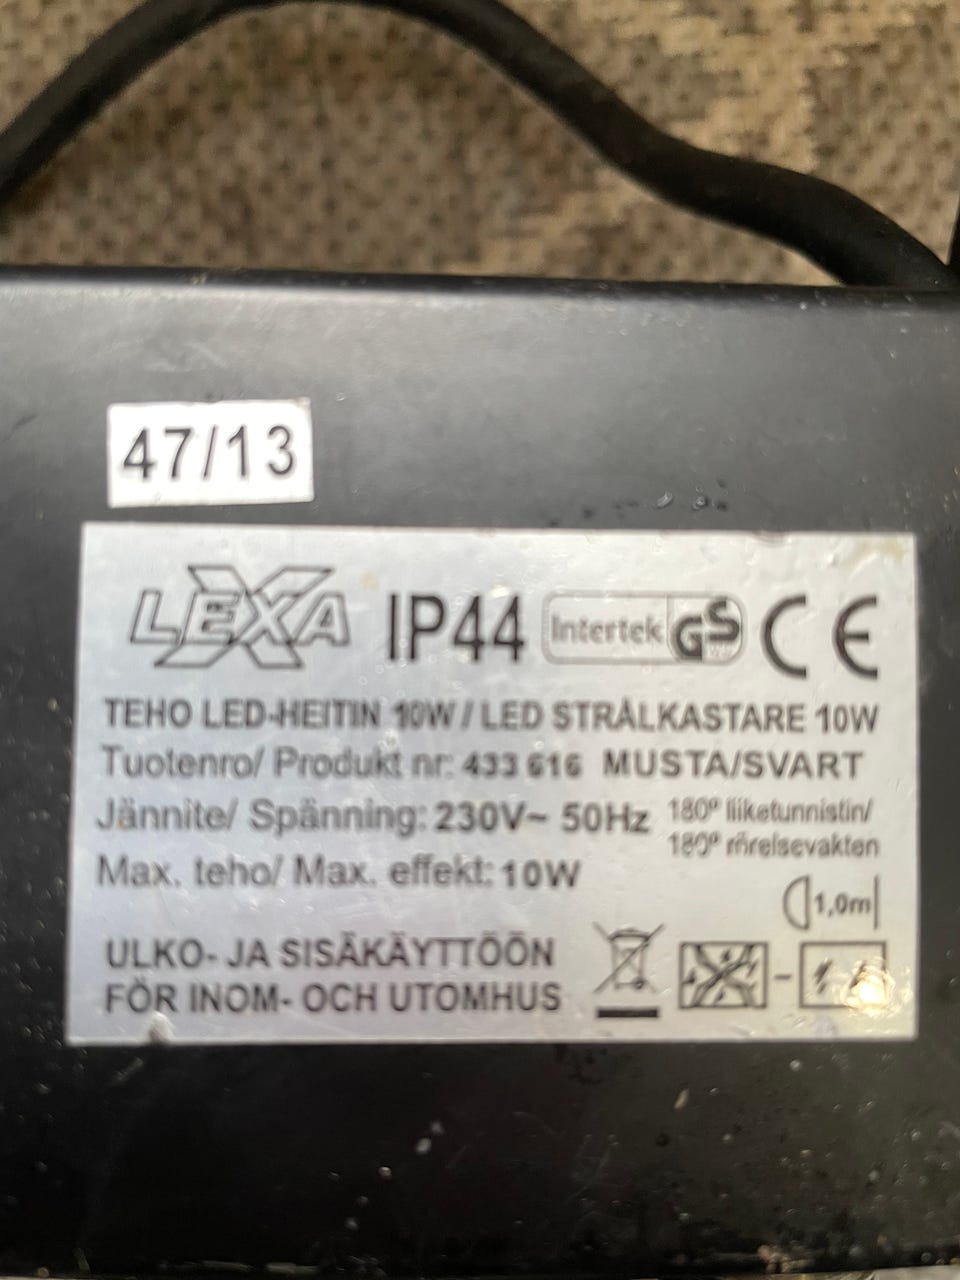 47/13
LEXA IP44 Intertek GS CE
TEHO LED-HEITIN 10W / LED STRÅLKASTARE 10W
Tuotenro/ Produkt nr: 433 616 MUSTA/SVART
Jännite/ Spänning: 230V~ 50Hz 180° liiketunnistin/
180° rörelsevakten
Max. teho/ Max. effekt: 10W
1,0m
ULKO- JA SISÄKÄYTTÖÖN
FÖR INOM- OCH UTOMHUS